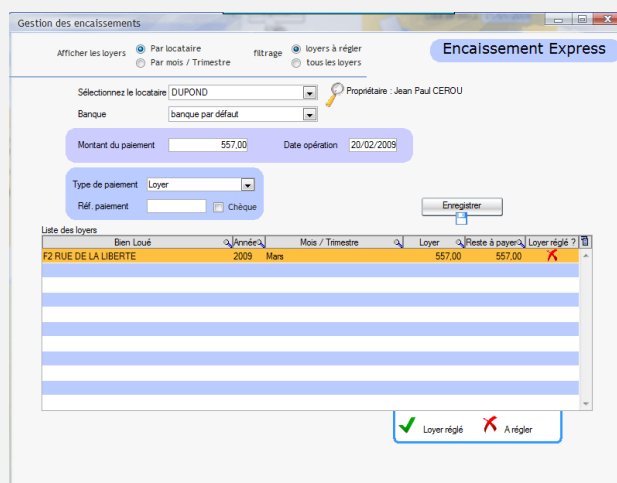 Gestion des encaissements
Afficher les loyers Par locataire filtrage loyers à régler Encaissement Express
Par mois / Trimestre tous les loyers
Sélectionnez le locataire DUPOND Propriétaire : Jean Paul CEROU
Banque banque par défaut
Montant du paiement 557,00 Date opération 20/02/2009
Type de paiement Loyer
Réf. paiement Chèque Enregistrer
Liste des loyers
Bien Loué Année Mois / Trimestre Loyer Reste à payer Loyer réglé ?
F2 RUE DE LA LIBERTE 2009 Mars 557,00 557,00
Loyer réglé A régler